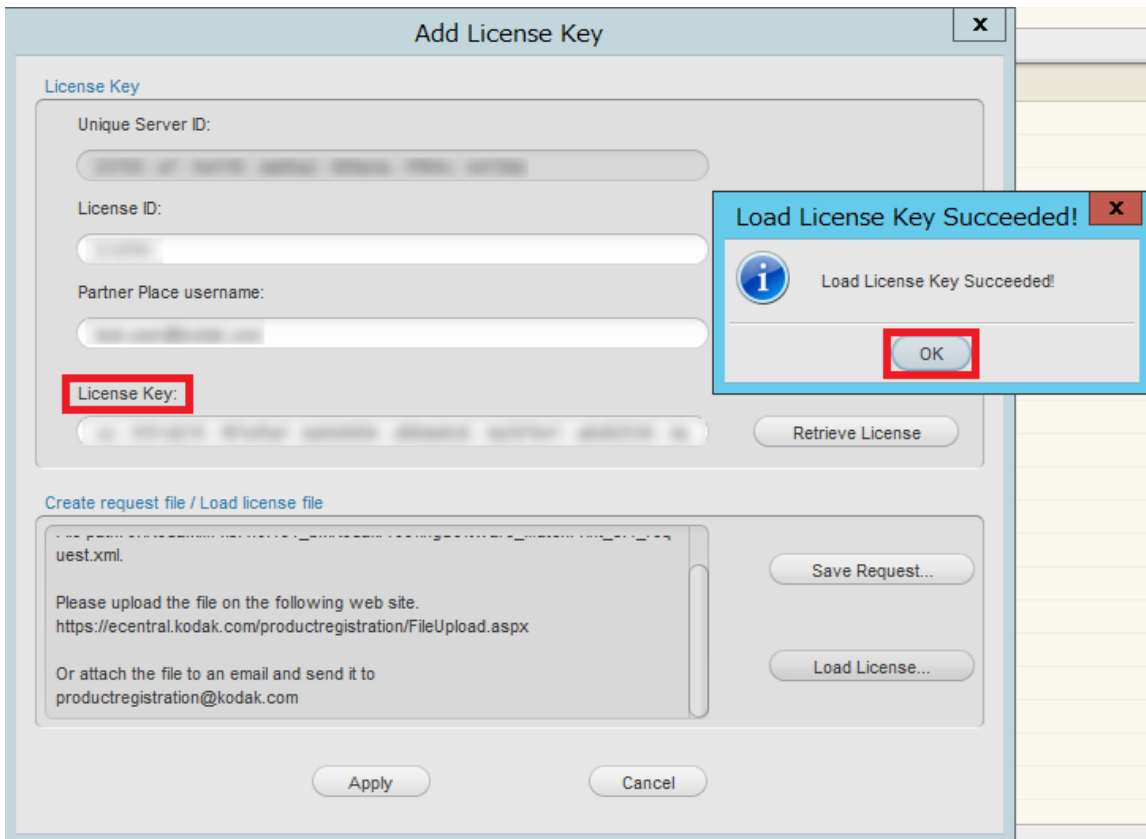 Add License Key
x
License Key
Unique Server ID:
License ID:
Partner Place username:
License Key:
Retrieve License
Load License Key Succeeded!
x
Load License Key Succeeded!
OK
Create request file / Load license file
uest.xml.
Please upload the file on the following web site.
https://ecentral.kodak.com/productregistration/FileUpload.aspx
Or attach the file to an email and send it to
productregistration@kodak.com
Save Request...
Load License...
Apply
Cancel